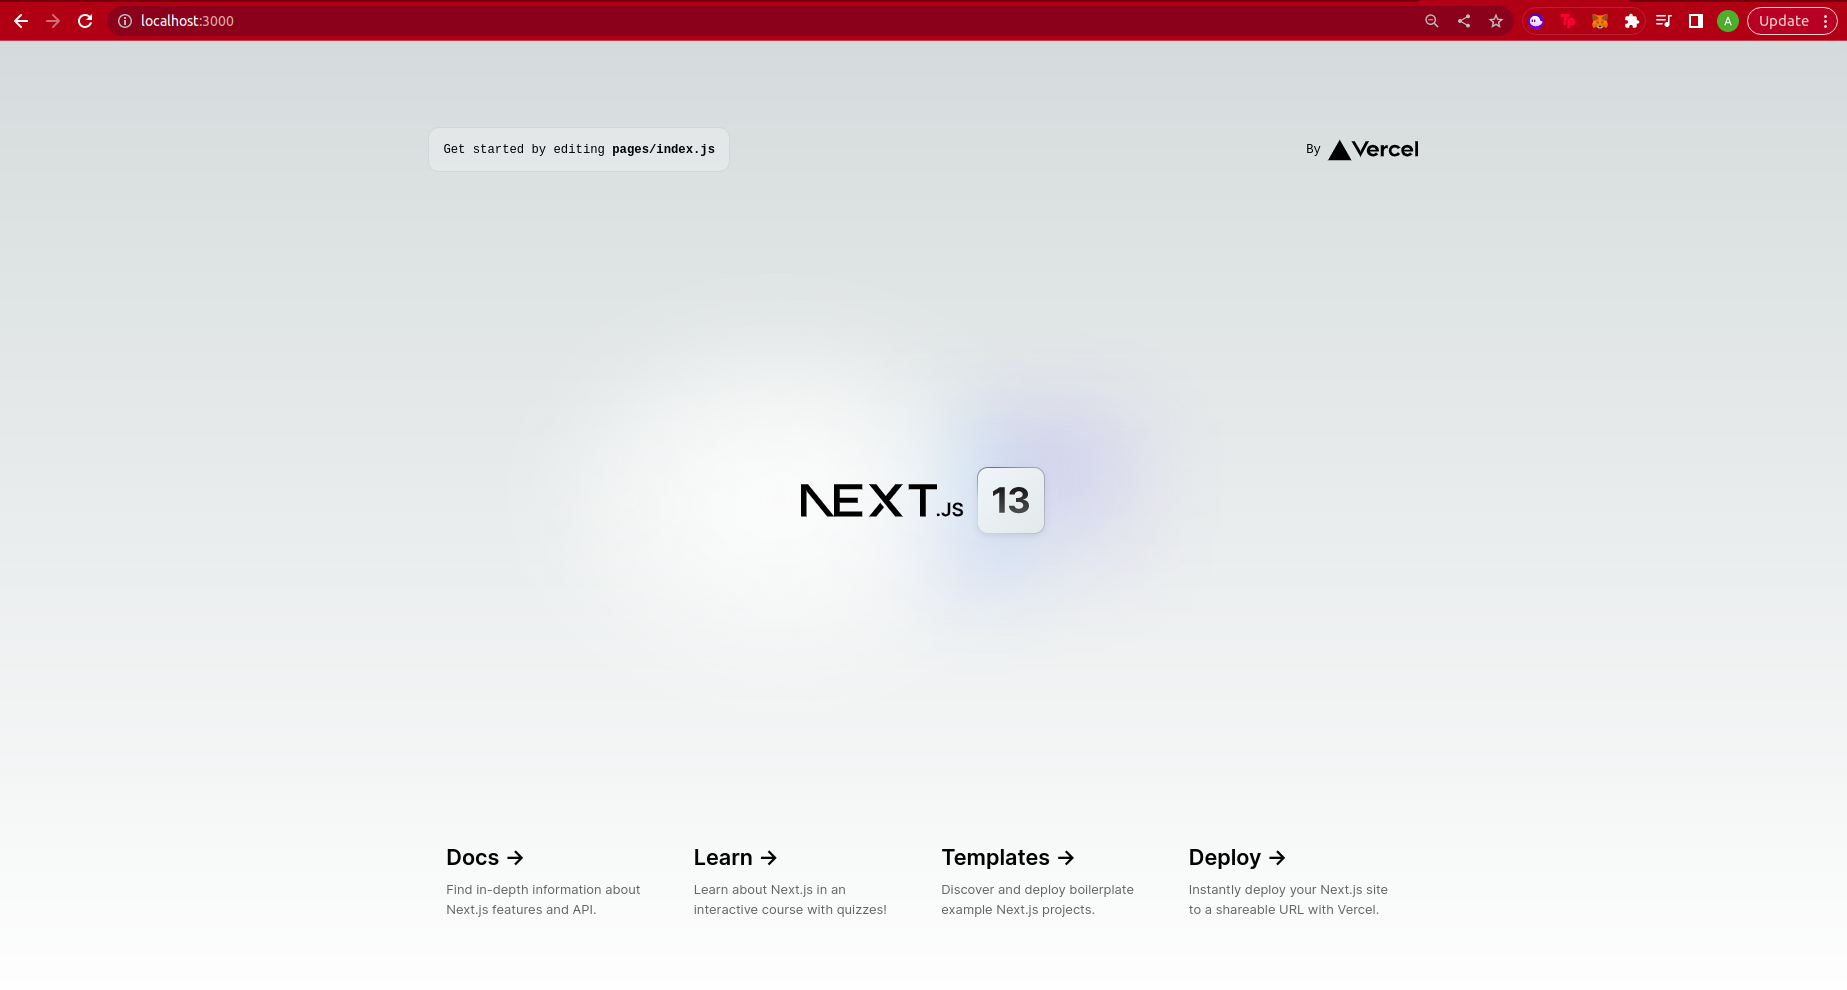 localhost:3000
A
Update
Get started by editing pages/index.js
By Vercel
NEXT.JS 13
Docs ->
Learn ->
Templates ->
Deploy ->
Find in-depth information about
Next.js features and API.
Learn about Next.js in an
interactive course with quizzes!
Discover and deploy boilerplate
example Next.js projects.
Instantly deploy your Next.js site
to a shareable URL with Vercel.